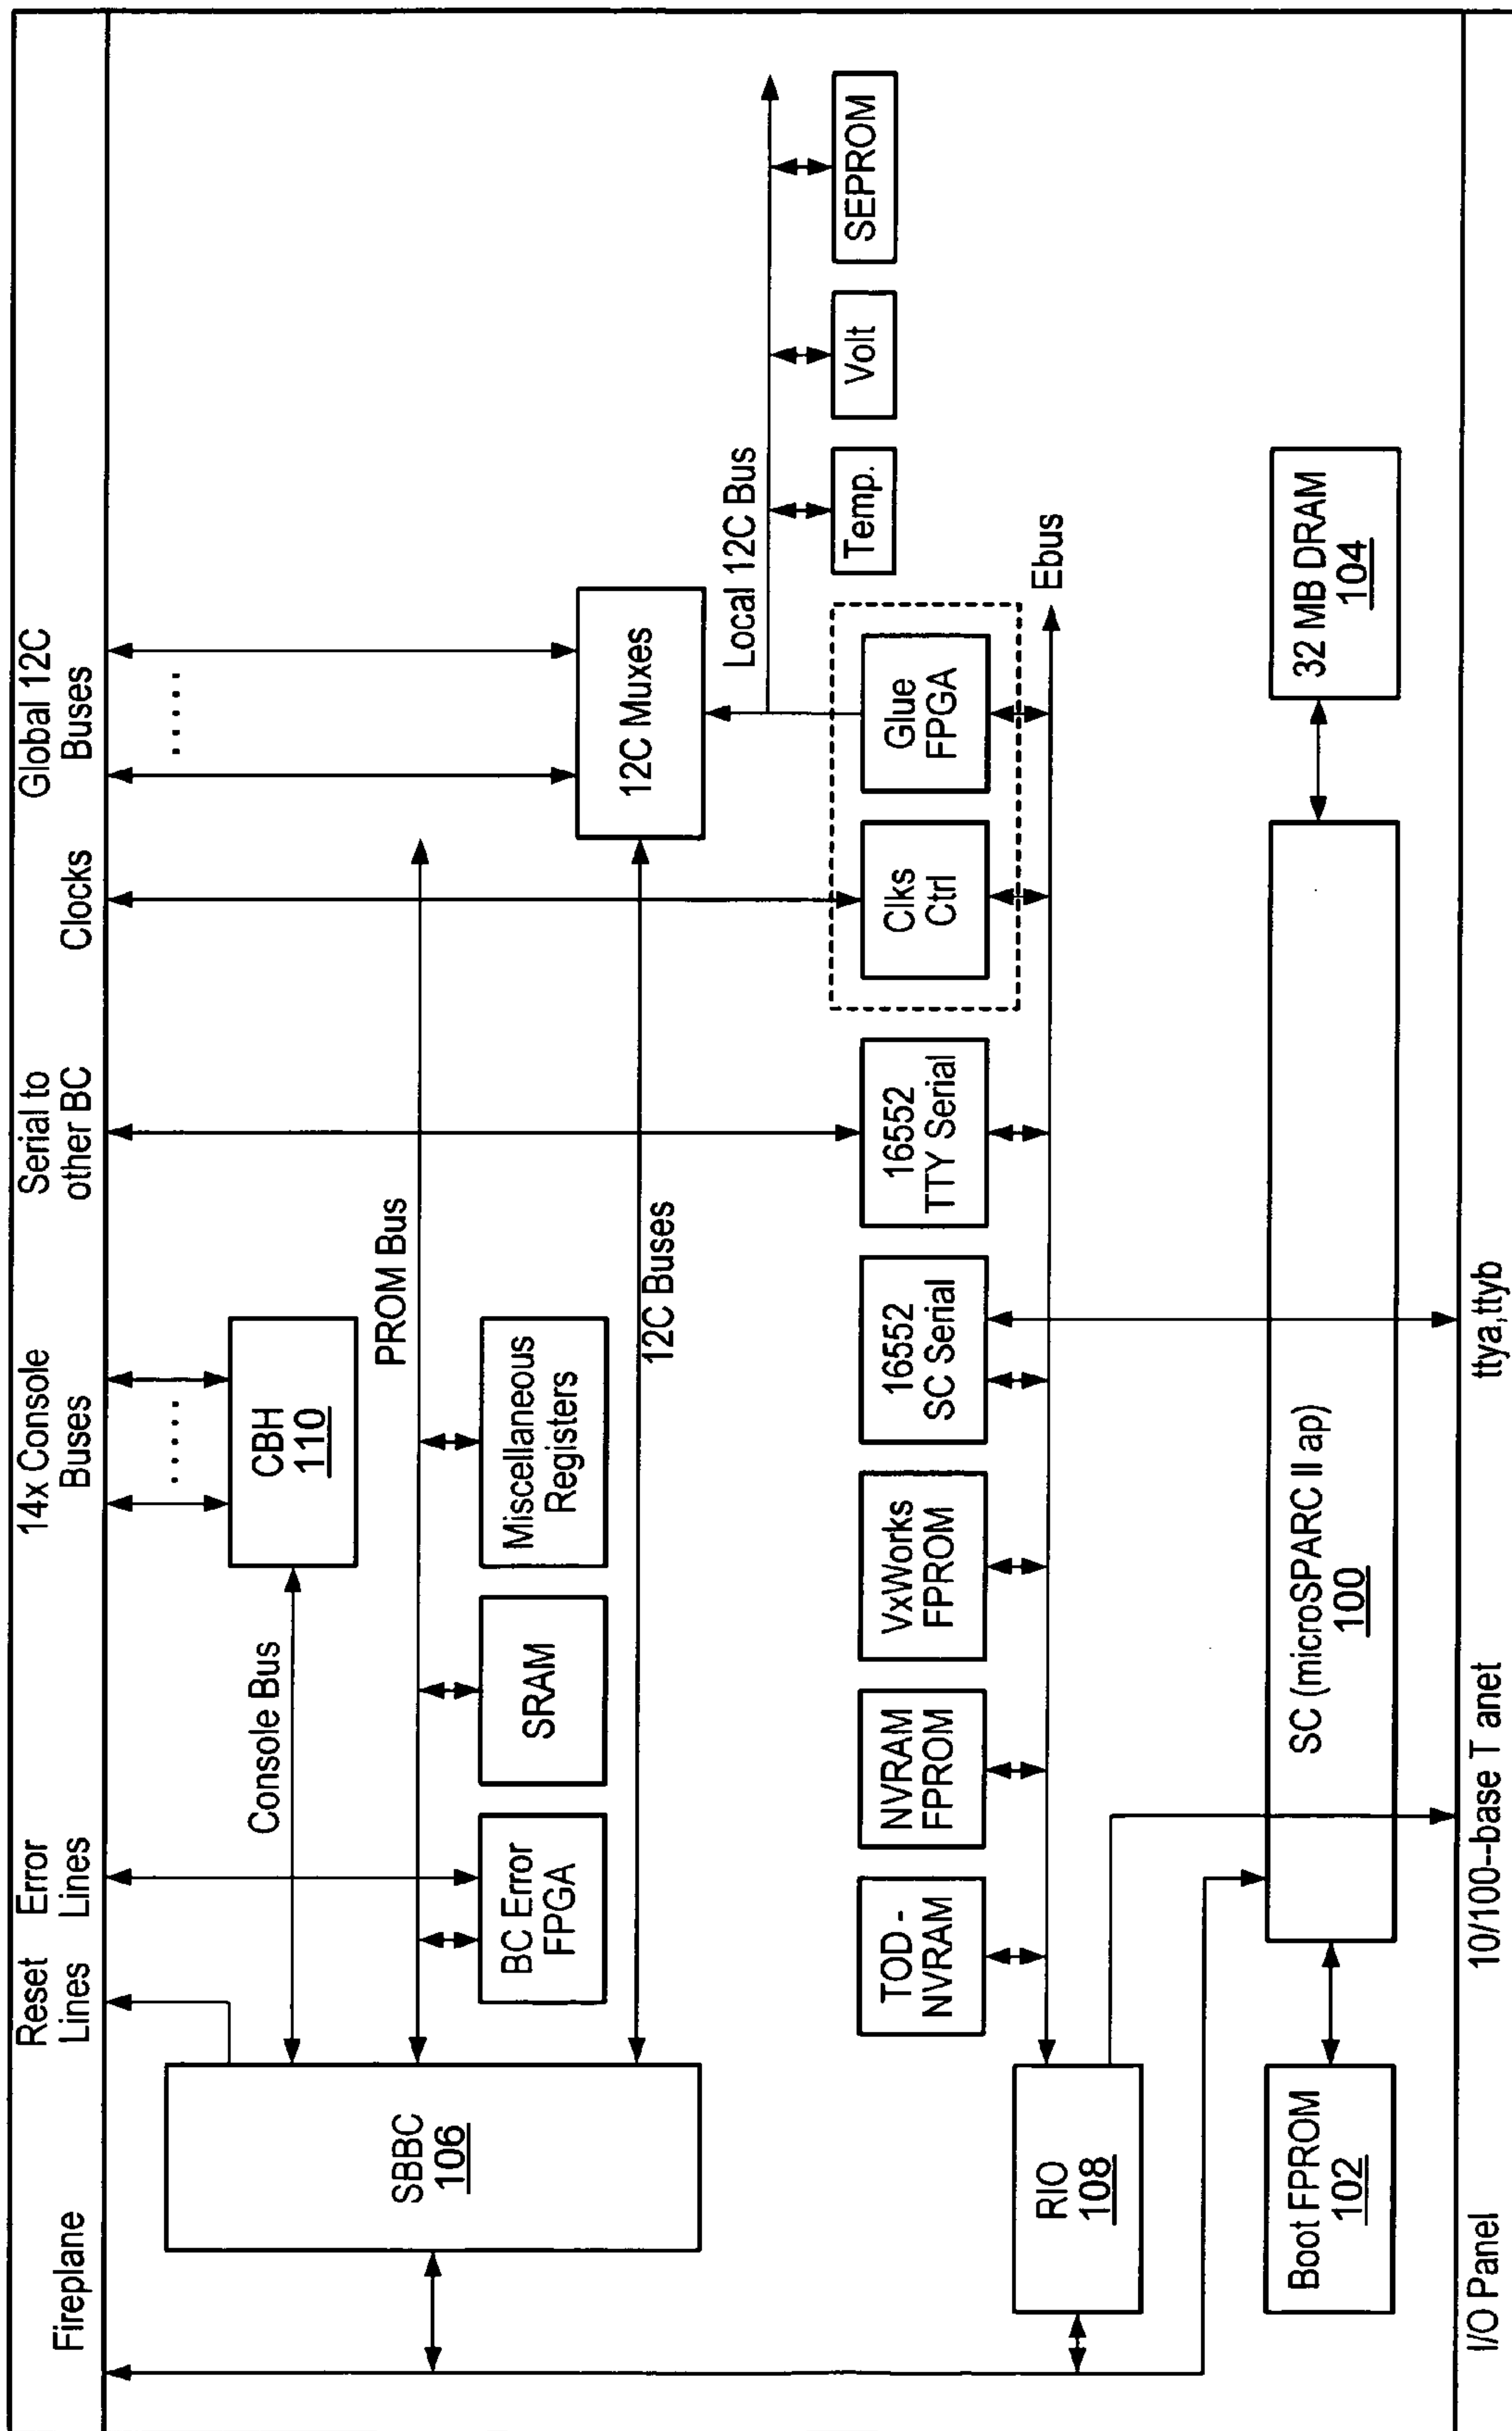 Fireplane
Reset
Lines
Error
Lines
14x Console
Buses
Serial to
other BC
Clocks
Global 12C
Buses
.....
.....
CBH
110
Console Bus
SBBC
106
PROM Bus
BC Error
FPGA
SRAM
Miscellaneous
Registers
12C Muxes
12C Buses
Local 12C Bus
Temp.
Volt
SEPROM
TOD -
NVRAM
NVRAM
FPROM
VxWorks
FPROM
16552
SC Serial
16552
TTY Serial
Clks
Ctrl
Glue
FPGA
Ebus
RIO
108
Boot FPROM
102
SC (microSPARC II ap)
100
32 MB DRAM
104
I/O Panel
10/100--base T anet
ttya,ttyb